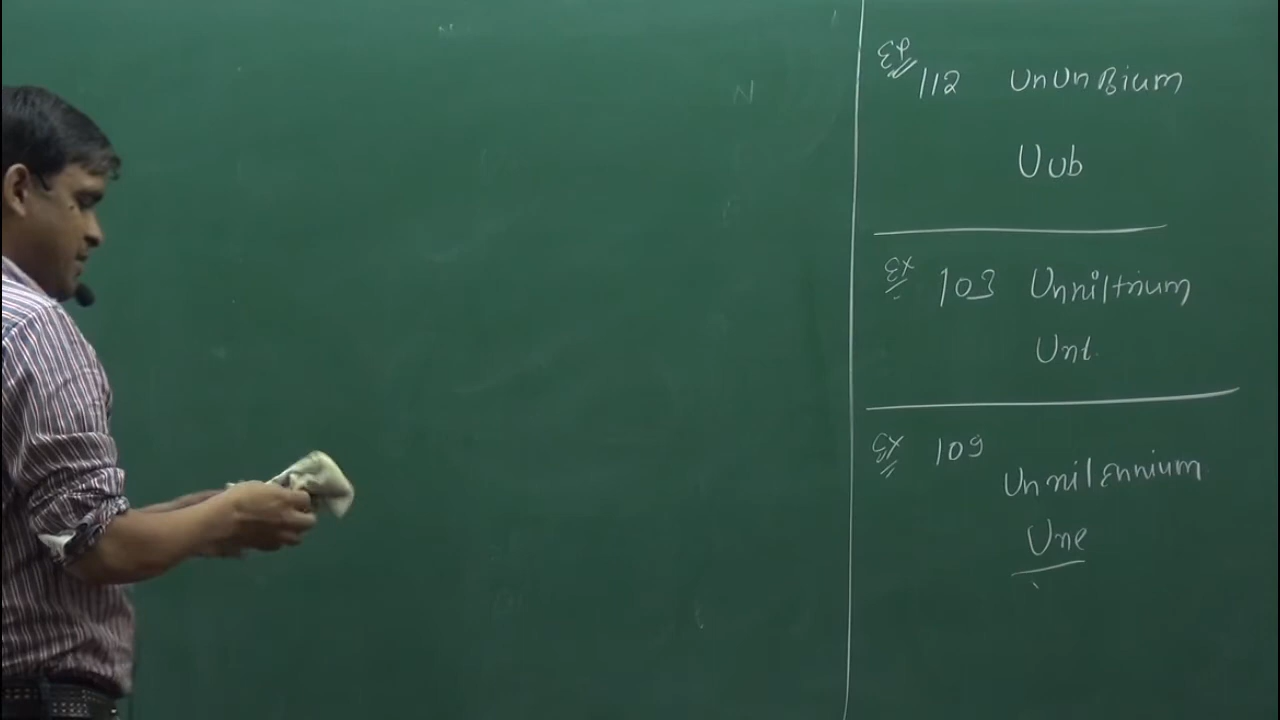 Ex 112 UnUnBium
Uub
Ex 103 Unniltrium
Unt
Ex 109
Unnilennium
Une
N